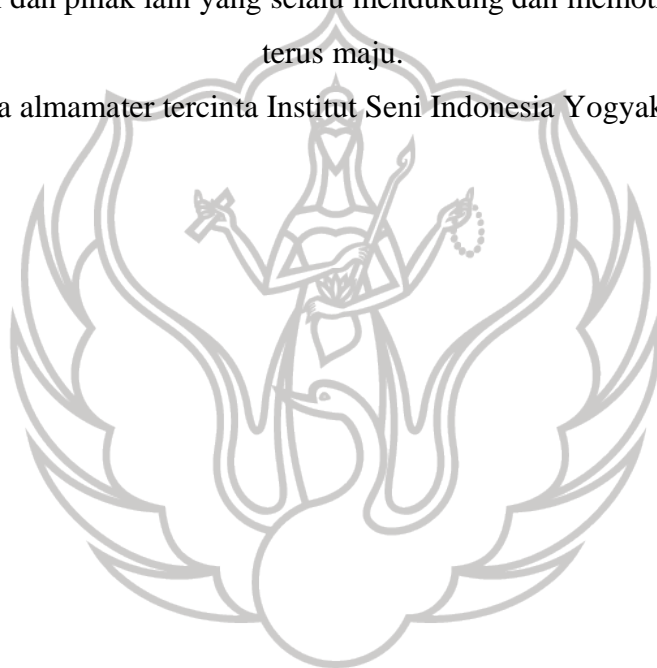 dan pihak lain yang selalu mendukung dan
terus maju.
almamater tercinta Institut Seni Indonesia